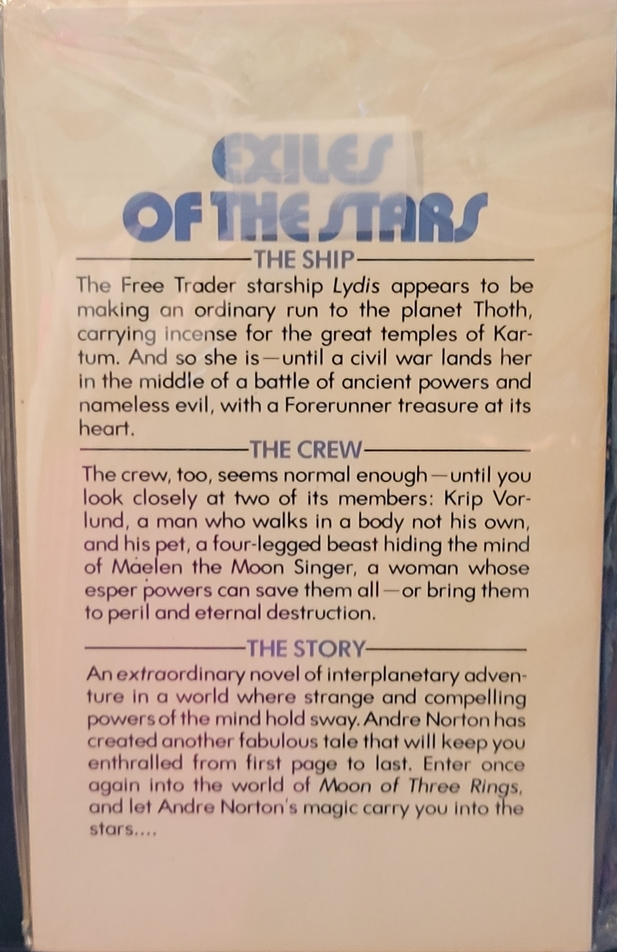 EXILES
OF THE STARS
THE SHIP
The Free Trader starship Lydis appears to be
making an ordinary run to the planet Thoth,
carrying incense for the great temples of Kar-
tum. And so she is—until a civil war lands her
in the middle of a battle of ancient powers and
nameless evil, with a Forerunner treasure at its
heart.
THE CREW
The crew, too, seems normal enough—until you
look closely at two of its members: Krip Vor-
lund, a man who walks in a body not his own,
and his pet, a four-legged beast hiding the mind
of Maelen the Moon Singer, a woman whose
esper powers can save them all—or bring them
to peril and eternal destruction.
THE STORY
An extraordinary novel of interplanetary adven-
ture in a world where strange and compelling
powers of the mind hold sway. Andre Norton has
created another fabulous tale that will keep you
enthralled from first page to last. Enter once
again into the world of Moon of Three Rings,
and let Andre Norton's magic carry you into the
stars....